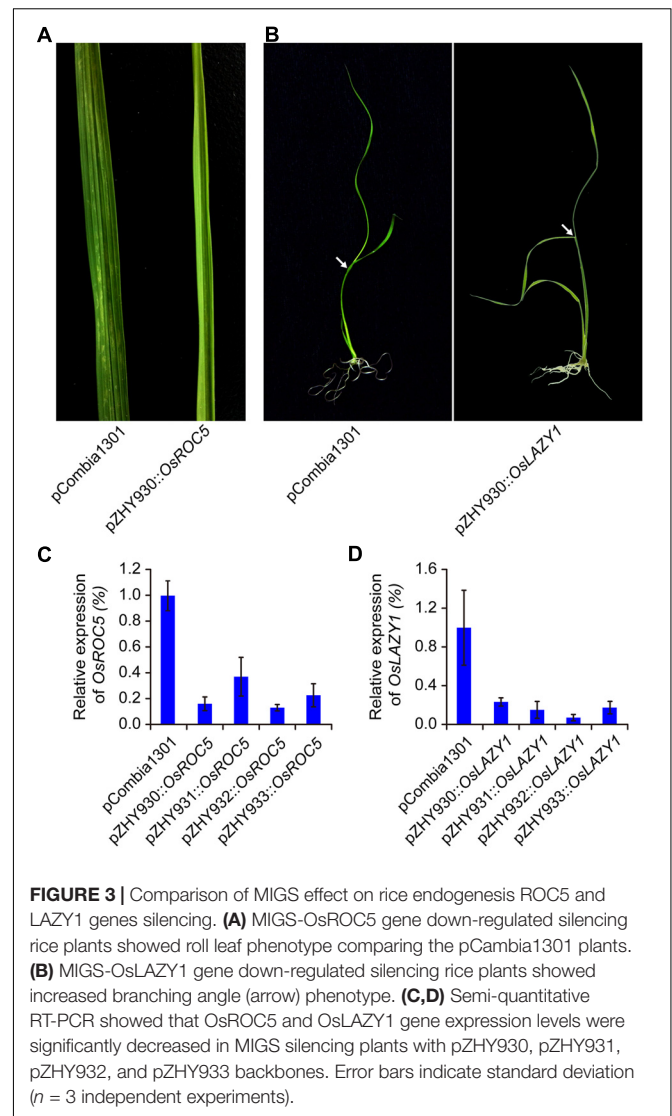 A
B
pCombia1301
pZHY930::OsROC5
pCombia1301
pZHY930::OsLAZY1
C
Relative expression
of OsROC5 (%)
1.2
1.0
0.8
0.6
0.4
0.2
0.0
pCombia1301
pZHY930::OsROC5
pZHY931::OsROC5
pZHY932::OsROC5
pZHY933::OsROC5
D
Relative expression
of OsLAZY1 (%)
1.6
1.2
0.8
0.4
0.0
pCombia1301
pZHY930::OsLAZY1
pZHY931::OsLAZY1
pZHY932::OsLAZY1
pZHY933::OsLAZY1
FIGURE 3 | Comparison of MIGS effect on rice endogenesis ROC5 and
LAZY1 genes silencing. (A) MIGS-OsROC5 gene down-regulated silencing
rice plants showed roll leaf phenotype comparing the pCambia1301 plants.
(B) MIGS-OsLAZY1 gene down-regulated silencing rice plants showed
increased branching angle (arrow) phenotype. (C,D) Semi-quantitative
RT-PCR showed that OsROC5 and OsLAZY1 gene expression levels were
significantly decreased in MIGS silencing plants with pZHY930, pZHY931,
pZHY932, and pZHY933 backbones. Error bars indicate standard deviation
(n = 3 independent experiments).